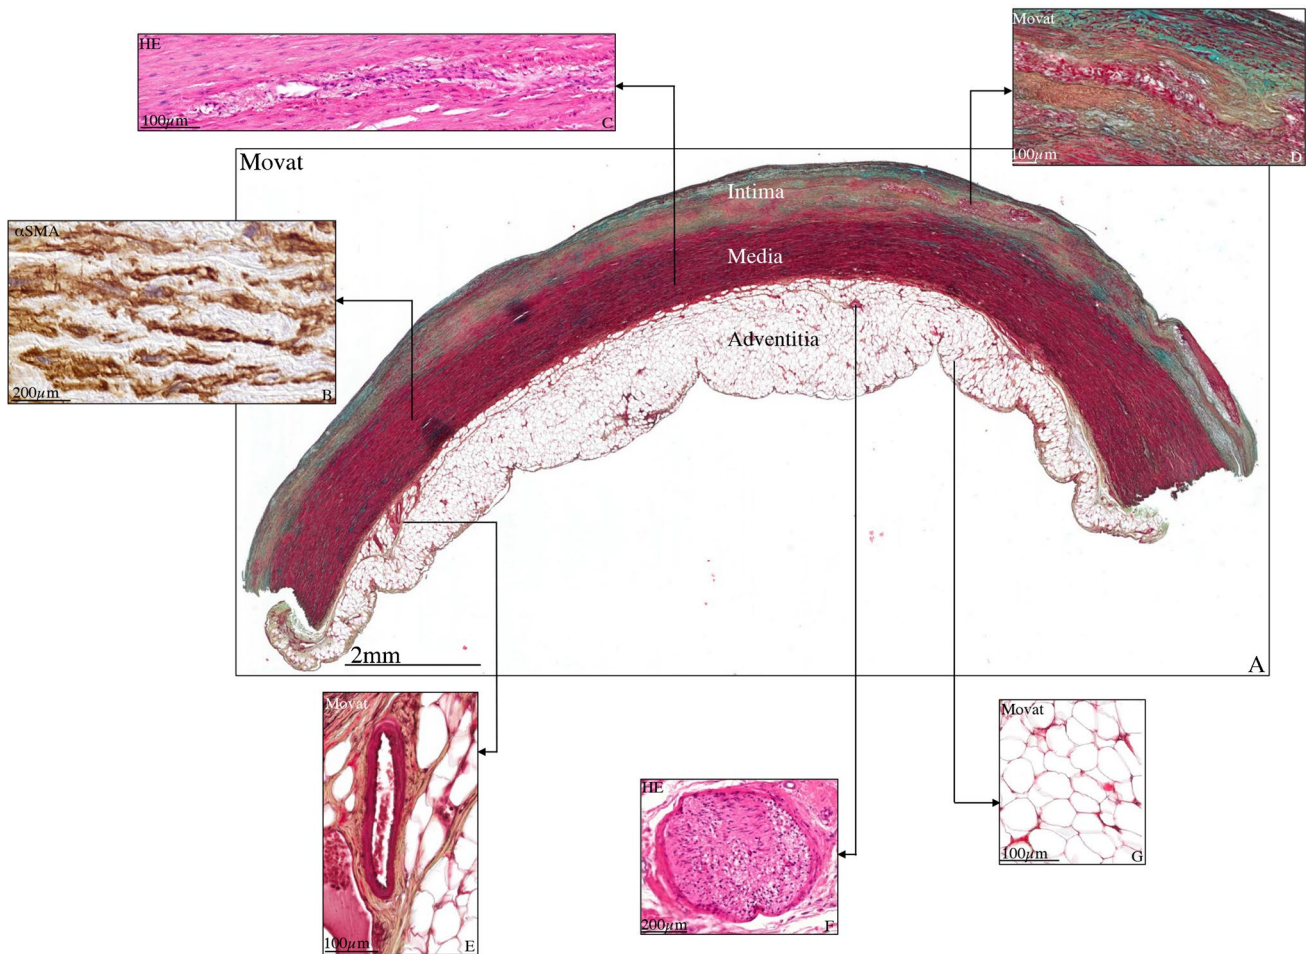 HE
100µm
C
Movat
100µm
D
Movat
Intima
Media
Adventitia
2mm
A
αSMA
200µm
B
Movat
100µm
E
HE
200µm
F
Movat
100µm
G